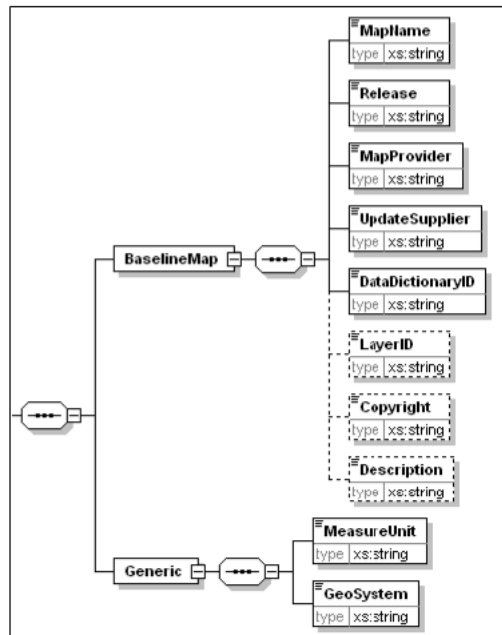 MapName
type xs:string
Release
type xs:string
MapProvider
type xs:string
UpdateSupplier
type xs:string
BaselineMap
DataDictionaryID
type xs:string
LayerID
type xs:string
Copyright
type xs:string
Description
type xs:string
MeasureUnit
type xs:string
Generic
GeoSystem
type xs:string